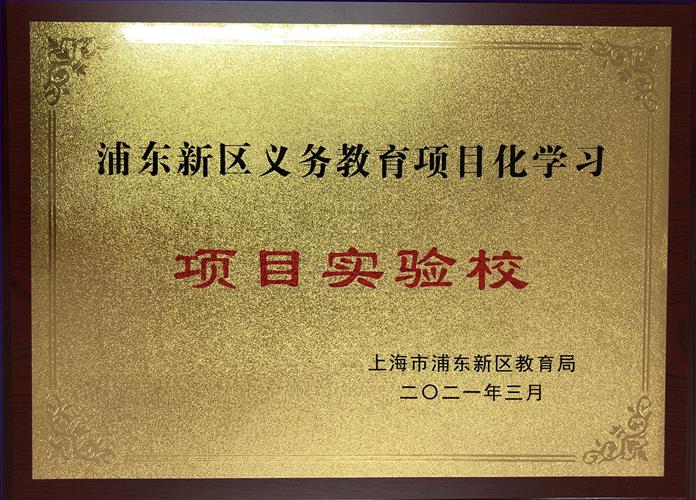 浦东新区义务教育项目化学习
项目实验校
上海市浦东新区教育局
二〇二一年三月